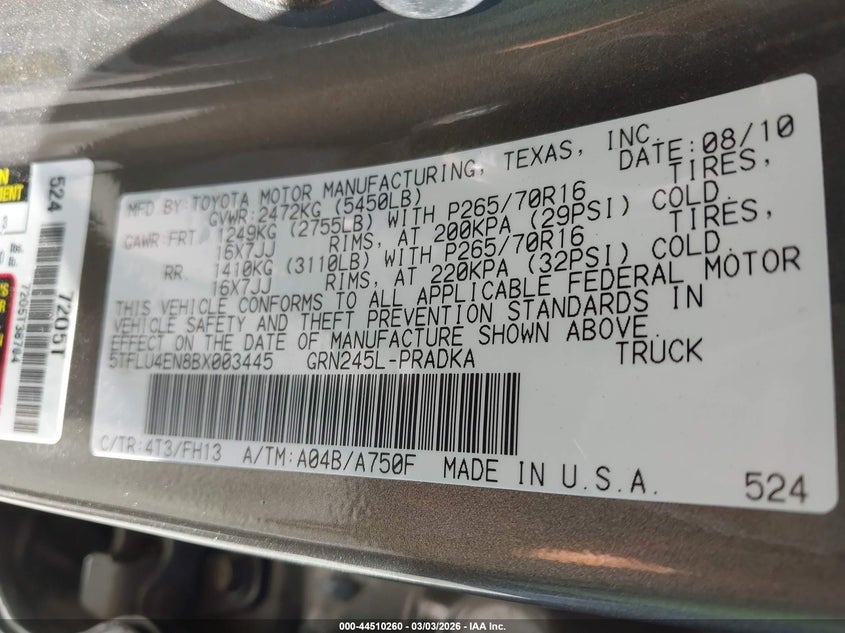 MFD BY:TOYOTA MOTOR MANUFACTURING, TEXAS, INC. DATE:08/10
GVWR:2472KG (5450LB)
GAWR:FRT. 1249KG (2755LB) WITH P265/70R16 TIRES,
16X7JJ RIMS, AT 200KPA (29PSI) COLD.
RR. 1410KG (3110LB) WITH P265/70R16 TIRES,
16X7JJ RIMS, AT 220KPA (32PSI) COLD.
THIS VEHICLE CONFORMS TO ALL APPLICABLE FEDERAL MOTOR
VEHICLE SAFETY AND THEFT PREVENTION STANDARDS IN
EFFECT ON THE DATE OF MANUFACTURE SHOWN ABOVE.
5TFLU4EN8BX003445 GRN245L-PRADKA TRUCK
C/TR:4T3/FH13 A/TM:A04B/A750F MADE IN U.S.A.
524
524
7205T
7205T38704
000-44510260 - 03/03/2026 - IAA Inc.